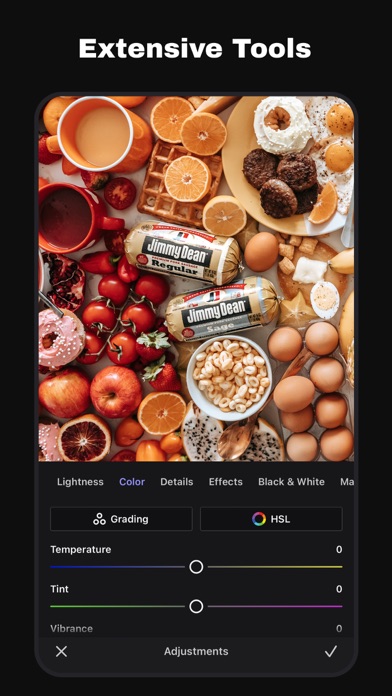 Extensive Tools
Jimmy Dean
Regular
Jimmy Dean
Sage
Lightness Color Details Effects Black & White Ma
Grading HSL
Temperature 0
Tint 0
Vibrance 0
Adjustments